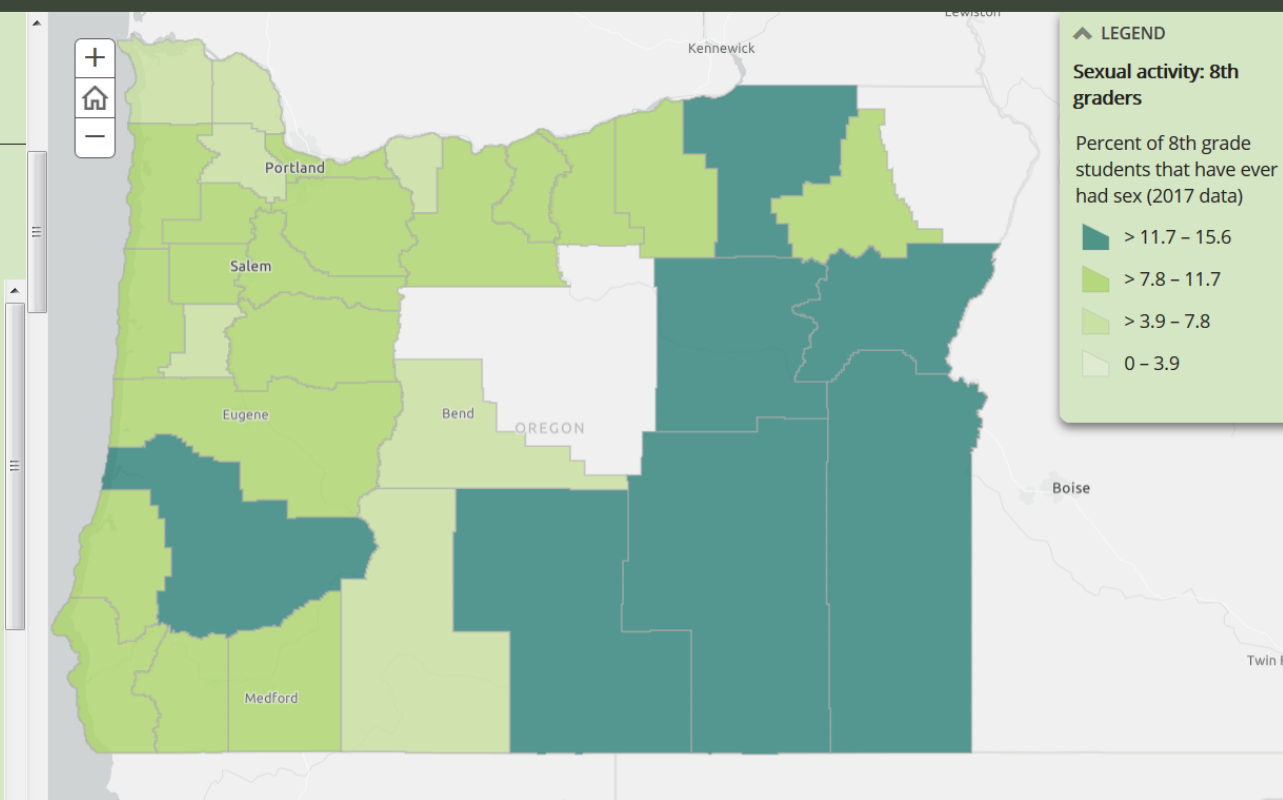 Lewiston
Kennewick
Portland
Salem
Eugene
Bend
OREGON
Boise
Medford
Twin
LEGEND
Sexual activity: 8th
graders
Percent of 8th grade
students that have ever
had sex (2017 data)
> 11.7 – 15.6
> 7.8 – 11.7
> 3.9 – 7.8
0 – 3.9